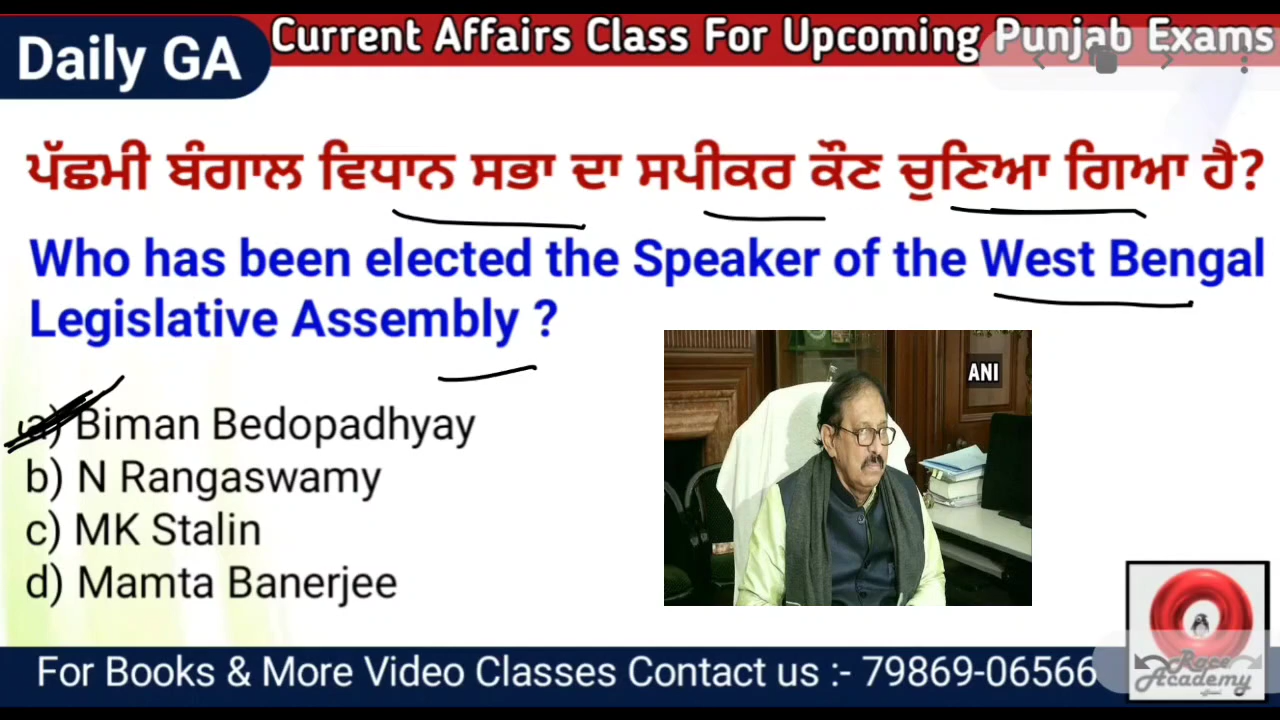 Daily GA
Current Affairs Class For Upcoming Punjab Exams
ਪੱਛਮੀ ਬੰਗਾਲ ਵਿਧਾਨ ਸਭਾ ਦਾ ਸਪੀਕਰ ਕੌਣ ਚੁਣਿਆ ਗਿਆ ਹੈ?
Who has been elected the Speaker of the West Bengal
Legislative Assembly ?
a) Biman Bedopadhyay
b) N Rangaswamy
c) MK Stalin
d) Mamta Banerjee
ANI
For Books & More Video Classes Contact us :- 79869-06566
Race
Academy